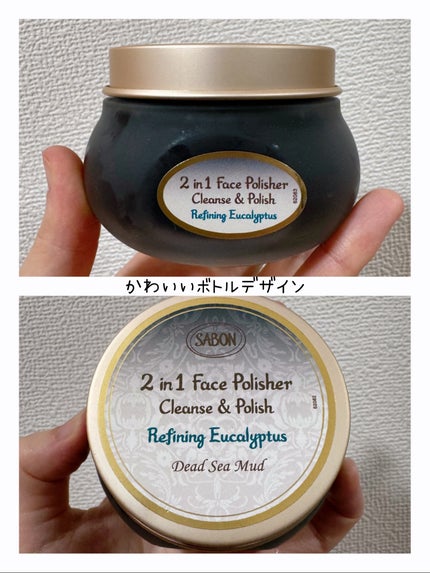 2 in 1 Face Polisher
Cleanse & Polish
Refining Eucalyptus
かわいいボトルデザイン
SABON
2 in 1 Face Polisher
Cleanse & Polish
Refining Eucalyptus
Dead Sea Mud